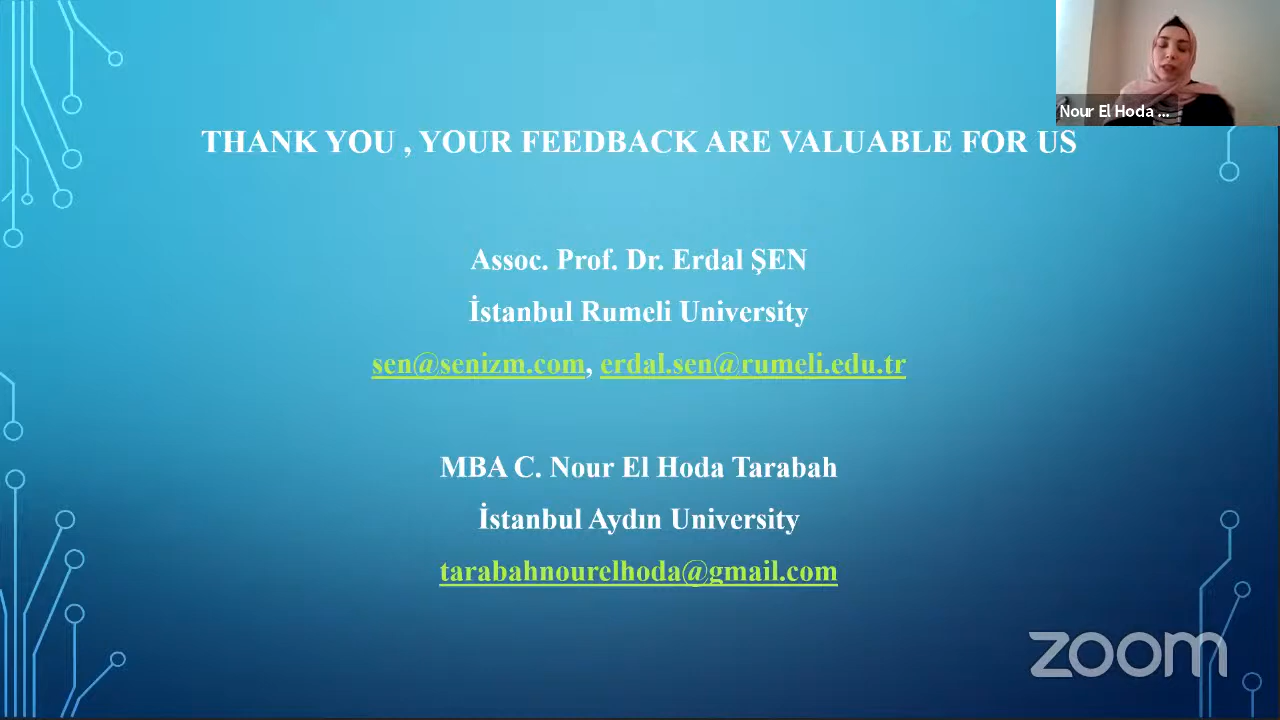 Nour El Hoda ...
THANK YOU , YOUR FEEDBACK ARE VALUABLE FOR US
Assoc. Prof. Dr. Erdal ŞEN
İstanbul Rumeli University
sen@senizm.com, erdal.sen@rumeli.edu.tr
MBA C. Nour El Hoda Tarabah
İstanbul Aydın University
tarabahnourelhoda@gmail.com
zoom